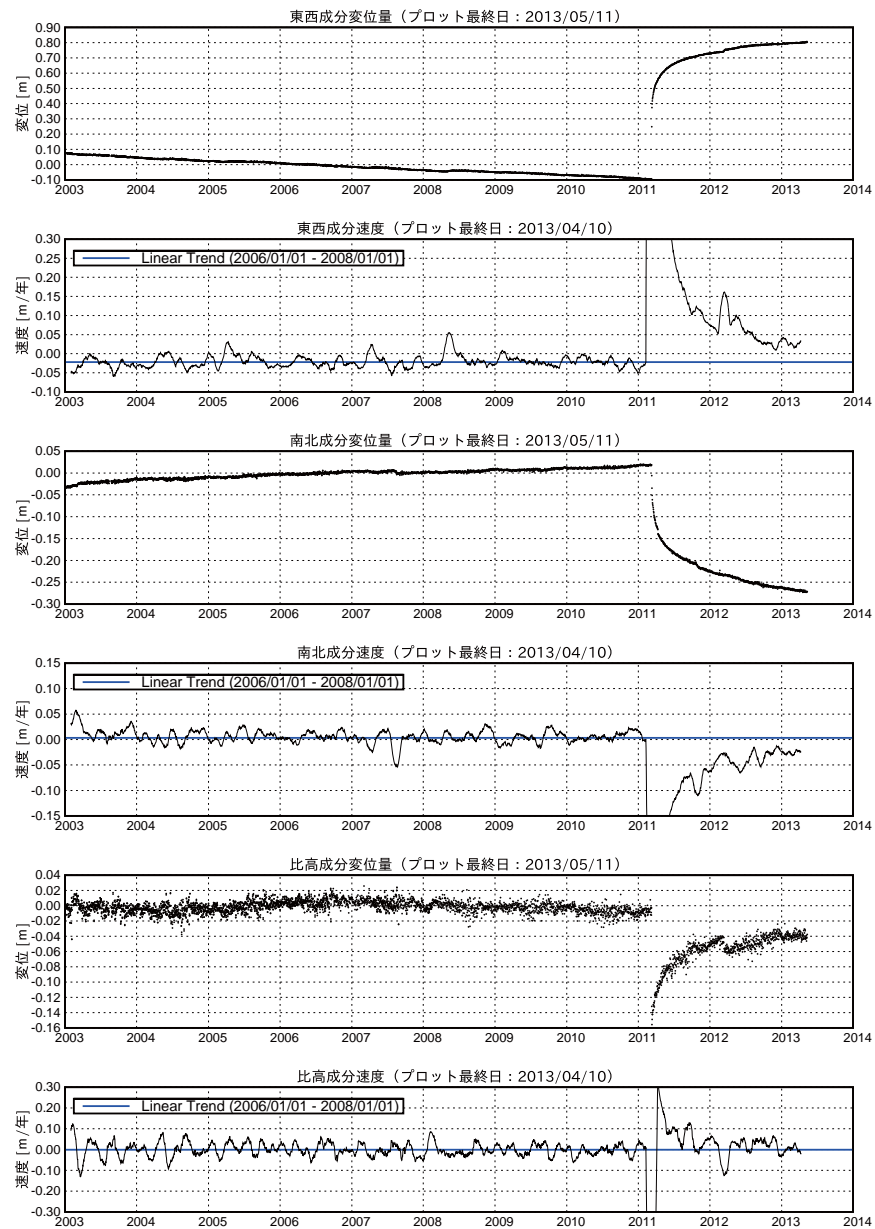 東西成分変位量（プロット最終日：2013/05/11）
変位 [m]
0.90
0.80
0.70
0.60
0.50
0.40
0.30
0.20
0.10
0.00
-0.10
2003 2004 2005 2006 2007 2008 2009 2010 2011 2012 2013 2014
東西成分速度（プロット最終日：2013/04/10）
速度 [m/年]
0.30
0.25
0.20
0.15
0.10
0.05
0.00
-0.05
-0.10
Linear Trend (2006/01/01 - 2008/01/01)
2003 2004 2005 2006 2007 2008 2009 2010 2011 2012 2013 2014
南北成分変位量（プロット最終日：2013/05/11）
変位 [m]
0.05
0.00
-0.05
-0.10
-0.15
-0.20
-0.25
-0.30
2003 2004 2005 2006 2007 2008 2009 2010 2011 2012 2013 2014
南北成分速度（プロット最終日：2013/04/10）
速度 [m/年]
0.15
0.10
0.05
0.00
-0.05
-0.10
-0.15
Linear Trend (2006/01/01 - 2008/01/01)
2003 2004 2005 2006 2007 2008 2009 2010 2011 2012 2013 2014
比高成分変位量（プロット最終日：2013/05/11）
変位 [m]
0.04
0.02
0.00
-0.02
-0.04
-0.06
-0.08
-0.10
-0.12
-0.14
-0.16
2003 2004 2005 2006 2007 2008 2009 2010 2011 2012 2013 2014
比高成分速度（プロット最終日：2013/04/10）
速度 [m/年]
0.30
0.20
0.10
0.00
-0.10
-0.20
-0.30
Linear Trend (2006/01/01 - 2008/01/01)
2003 2004 2005 2006 2007 2008 2009 2010 2011 2012 2013 2014